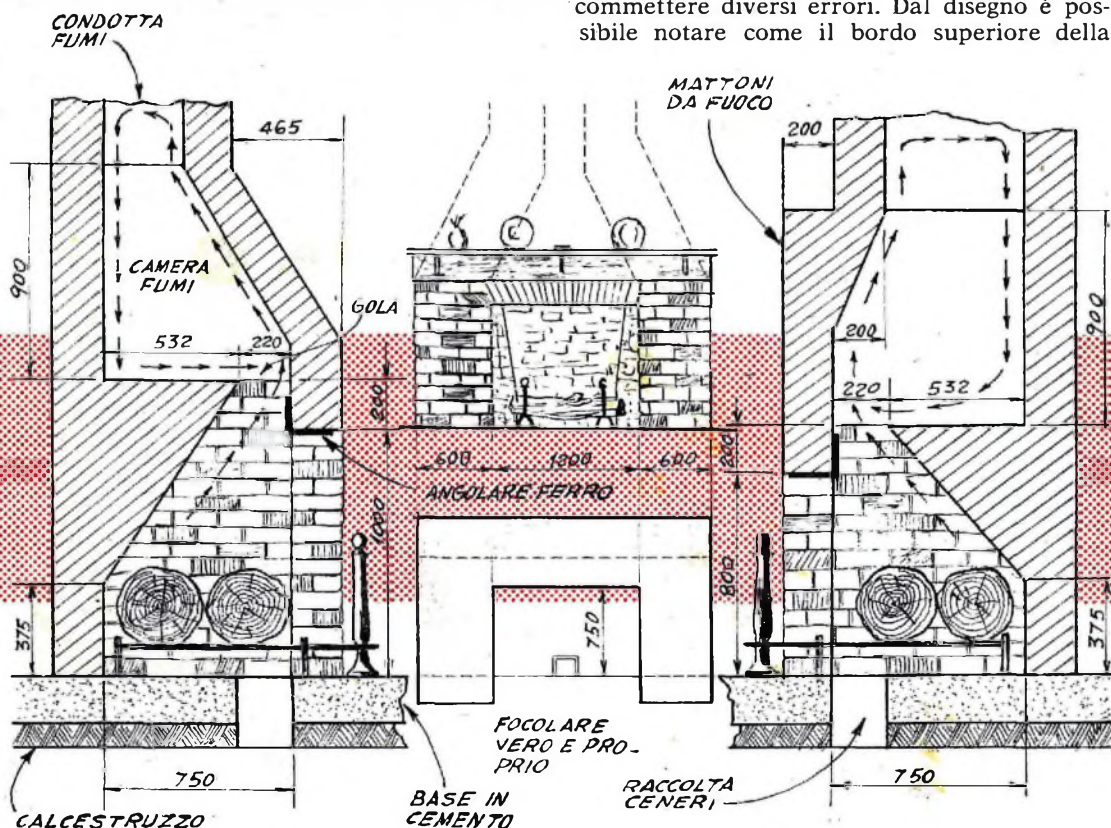 commettere diversi errori. Dal disegno è pos-
sibile notare come il bordo superiore della
CONDOTTA
FUMI
MATTONI
DA FUOCO
465
200
900
CAMERA
FUMI
GOLA
532
220
200
200
220
532
900
600
1200
600
200
ANGOLARE FERRO
1000
800
375
750
375
FOCOLARE
VERO E PRO-
PRIO
RACCOLTA
CENERI
750
750
BASE IN
CEMENTO
CALCESTRUZZO